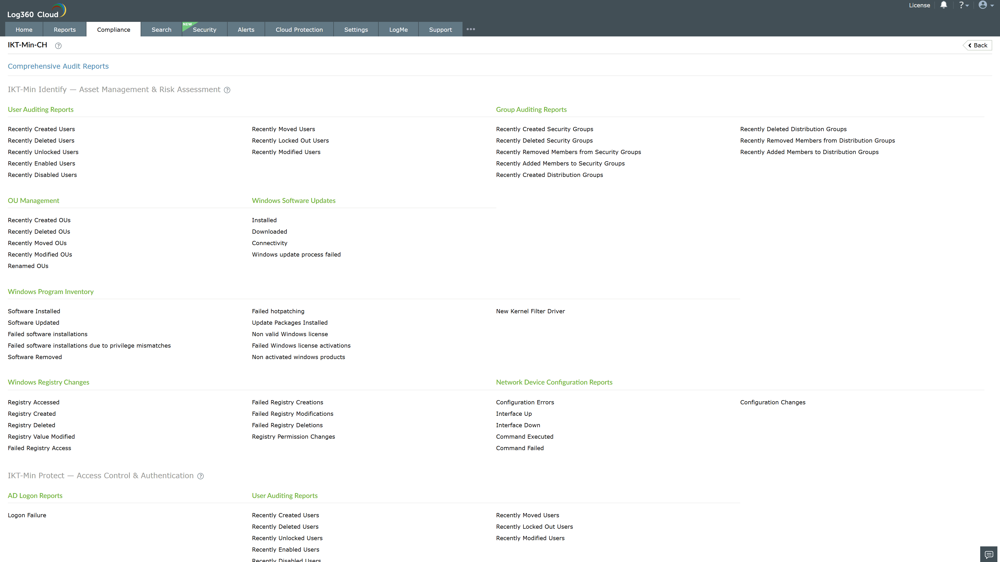 License
?
Log360 Cloud
Home
Reports
Compliance
Search
NEW
Security
Alerts
Cloud Protection
Settings
LogMe
Support
IKT-Min-CH
?
Back
Comprehensive Audit Reports
IKT-Min Identify — Asset Management & Risk Assessment ?
User Auditing Reports
Recently Created Users
Recently Deleted Users
Recently Unlocked Users
Recently Enabled Users
Recently Disabled Users
Recently Moved Users
Recently Locked Out Users
Recently Modified Users
Group Auditing Reports
Recently Created Security Groups
Recently Deleted Security Groups
Recently Removed Members from Security Groups
Recently Added Members to Security Groups
Recently Created Distribution Groups
Recently Deleted Distribution Groups
Recently Removed Members from Distribution Groups
Recently Added Members to Distribution Groups
OU Management
Recently Created OUs
Recently Deleted OUs
Recently Moved OUs
Recently Modified OUs
Renamed OUs
Windows Software Updates
Installed
Downloaded
Connectivity
Windows update process failed
Windows Program Inventory
Software Installed
Software Updated
Failed software installations
Failed software installations due to privilege mismatches
Software Removed
Failed hotpatching
Update Packages Installed
Non valid Windows license
Failed Windows license activations
Non activated windows products
New Kernel Filter Driver
Windows Registry Changes
Registry Accessed
Registry Created
Registry Deleted
Registry Value Modified
Failed Registry Access
Failed Registry Creations
Failed Registry Modifications
Failed Registry Deletions
Registry Permission Changes
Network Device Configuration Reports
Configuration Errors
Interface Up
Interface Down
Command Executed
Command Failed
Configuration Changes
IKT-Min Protect — Access Control & Authentication ?
AD Logon Reports
Logon Failure
User Auditing Reports
Recently Created Users
Recently Deleted Users
Recently Unlocked Users
Recently Enabled Users
Recently Disabled Users
Recently Moved Users
Recently Locked Out Users
Recently Modified Users